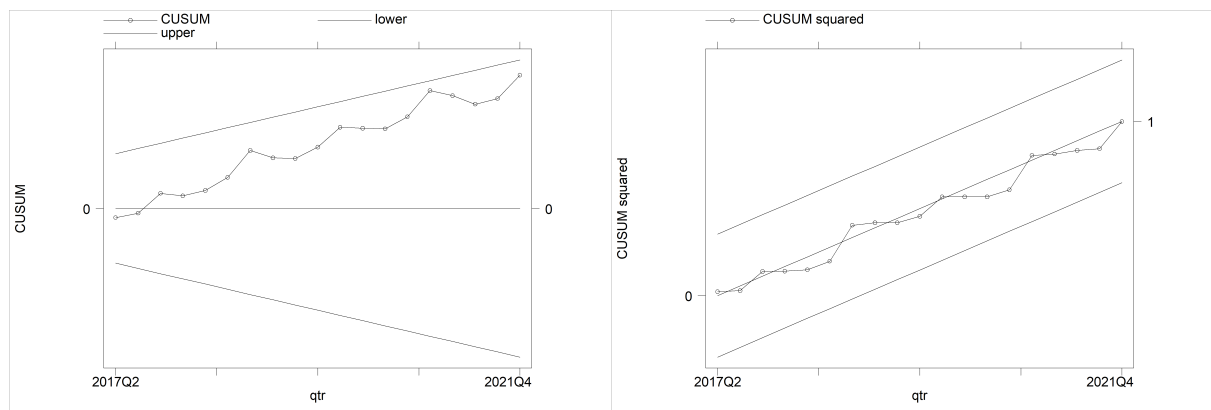 CUSUM lower
upper
CUSUM
0
0
2017Q2 2021Q4
qtr
CUSUM squared
CUSUM squared
1
0
2017Q2 2021Q4
qtr